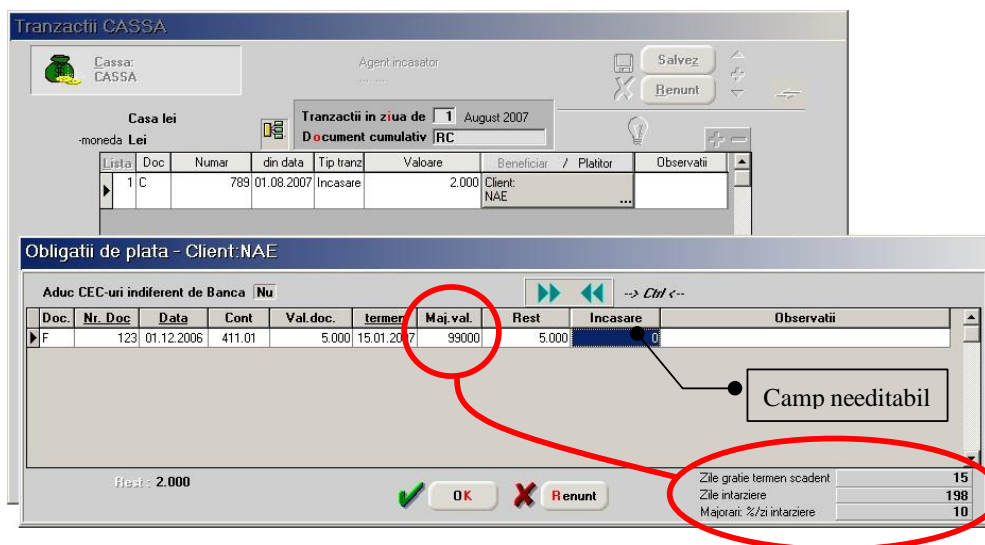 Tranzactii CASSA
Cassa:
CASSA
Agent incasator
... ...
Salvez
Renunt
Casa lei
-moneda Lei
Tranzactii in ziua de 1 August 2007
Document cumulativ RC
Lista Doc Numar din data Tip tranz Valoare Beneficiar / Platitor Observatii
1 C 789 01.08.2007 Incasare 2.000 Client:
NAE ...
Obligatii de plata - Client:NAE
Aduc CEC-uri indiferent de Banca Nu
--> Ctrl <--
Doc. Nr. Doc Data Cont Val.doc. termen Maj.val. Rest Incasare Observatii
F 123 01.12.2006 411.01 5.000 15.01.2007 99000 5.000 0
Camp needitabil
Rest : 2.000
OK
Renunt
Zile gratie termen scadent 15
Zile intarziere 198
Majorari: %/zi intarziere 10